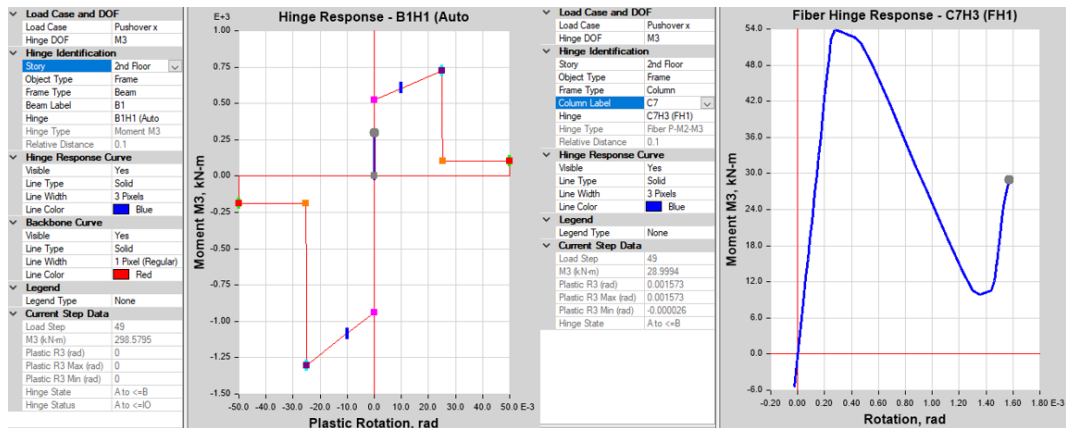 Load Case and DOF
Load Case Pushover x
Hinge DOF M3
Hinge Identification
Story 2nd Floor
Object Type Frame
Frame Type Beam
Beam Label B1
Hinge B1H1 (Auto
Hinge Type Moment M3
Relative Distance 0.1
Hinge Response Curve
Visible Yes
Line Type Solid
Line Width 3 Pixels
Line Color Blue
Backbone Curve
Visible Yes
Line Type Solid
Line Width 1 Pixel (Regular)
Line Color Red
Legend
Legend Type None
Current Step Data
Load Step 49
M3 (kN-m) 298.5795
Plastic R3 (rad) 0
Plastic R3 Max (rad) 0
Plastic R3 Min (rad) 0
Hinge State A to <=B
Hinge Status A to <=IO
Hinge Response - B1H1 (Auto
E+3
1.00
0.75
0.50
0.25
0.00
-0.25
-0.50
-0.75
-1.00
-1.25
-1.50
Moment M3, kN-m
-50.0 -40.0 -30.0 -20.0 -10.0 0.0 10.0 20.0 30.0 40.0 50.0 E-3
Plastic Rotation, rad
Load Case and DOF
Load Case Pushover x
Hinge DOF M3
Hinge Identification
Story 2nd Floor
Object Type Frame
Frame Type Column
Column Label C7
Hinge C7H3 (FH1)
Hinge Type Fiber P-M2-M3
Relative Distance 0.1
Hinge Response Curve
Visible Yes
Line Type Solid
Line Width 3 Pixels
Line Color Blue
Legend
Legend Type None
Current Step Data
Load Step 49
M3 (kN-m) 28.9994
Plastic R3 (rad) 0.001573
Plastic R3 Max (rad) 0.001573
Plastic R3 Min (rad) -0.000026
Hinge State A to <=B
Fiber Hinge Response - C7H3 (FH1)
54.0
48.0
42.0
36.0
30.0
24.0
18.0
12.0
6.0
0.0
-6.0
Moment M3, kN-m
-0.20 0.00 0.20 0.40 0.60 0.80 1.00 1.20 1.40 1.60 1.80 E-3
Rotation, rad